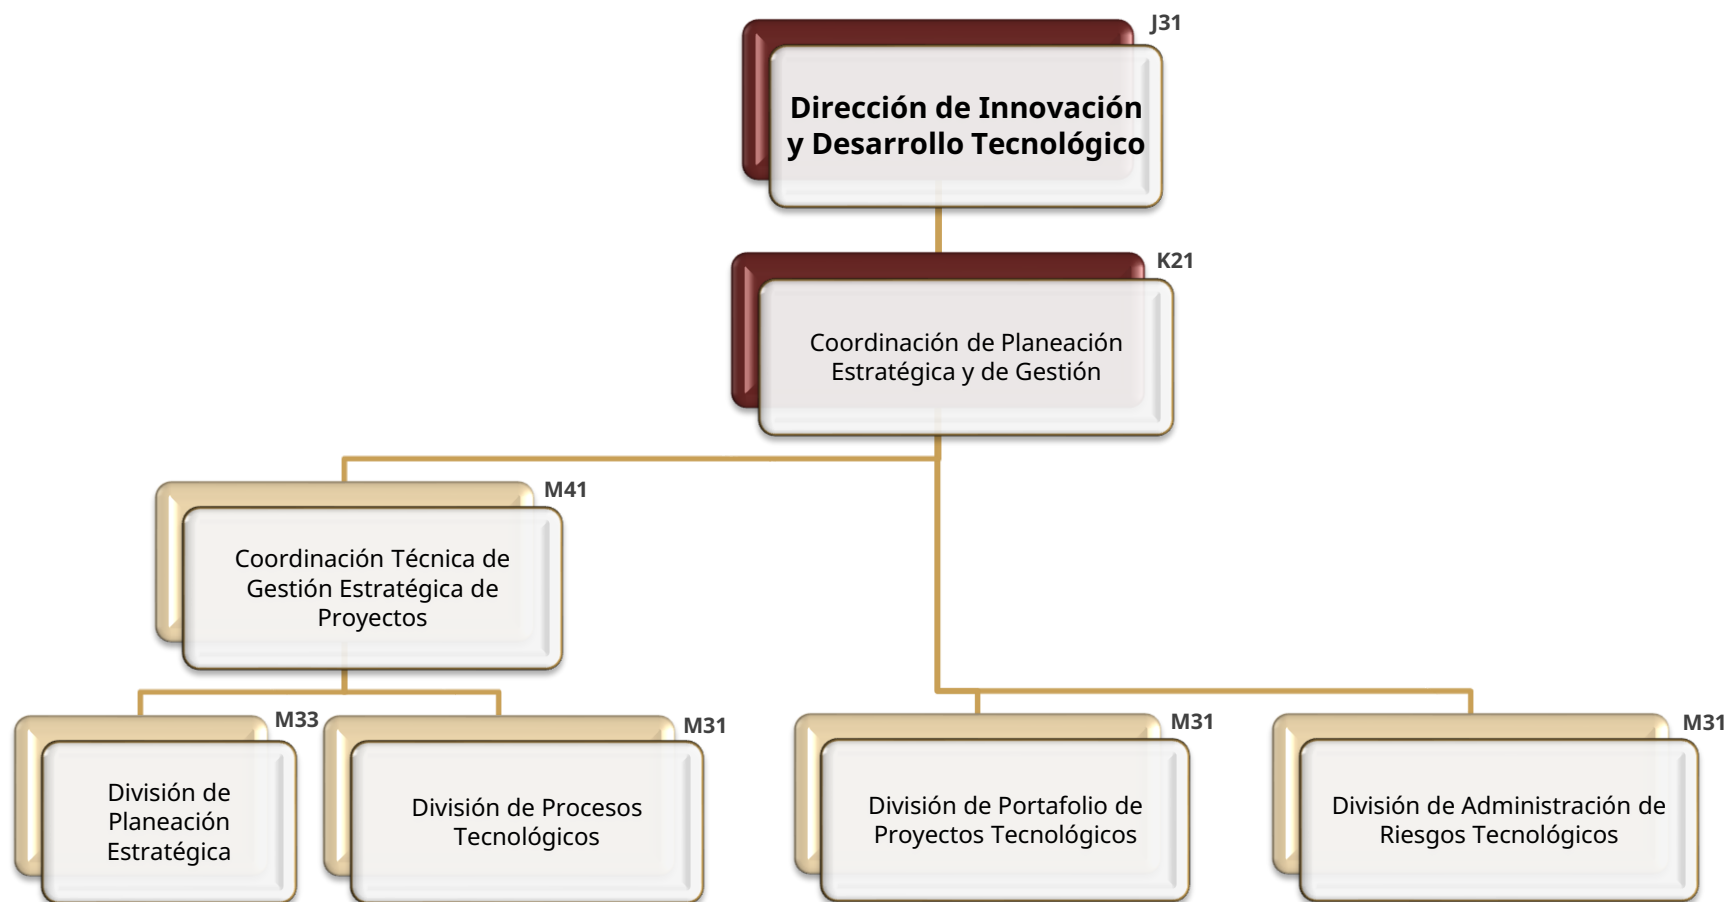 J31
Dirección de Innovación
y Desarrollo Tecnológico
K21
Coordinación de Planeación
Estratégica y de Gestión
M41
Coordinación Técnica de
Gestión Estratégica de
Proyectos
M33
División de
Planeación
Estratégica
M31
División de Procesos
Tecnológicos
M31
División de Portafolio de
Proyectos Tecnológicos
M31
División de Administración de
Riesgos Tecnológicos